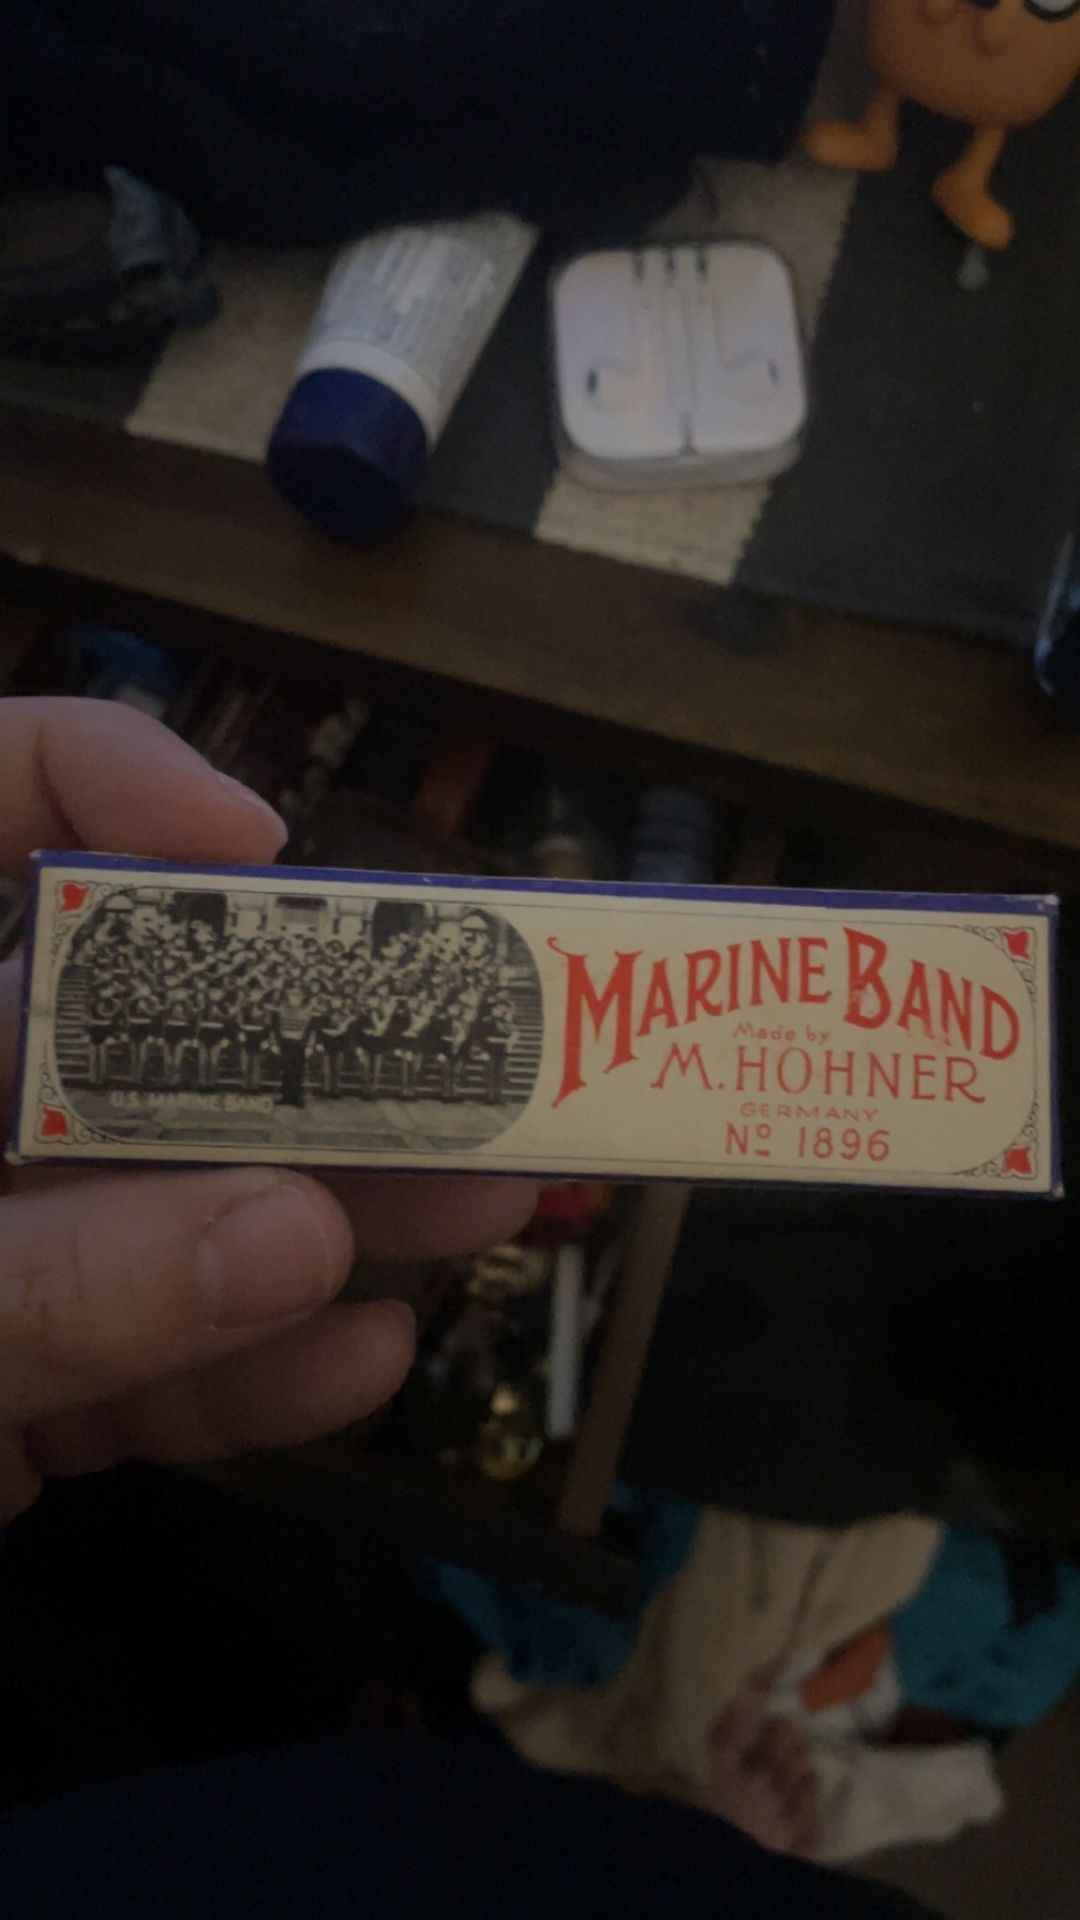 U.S. MARINE BAND
MARINE BAND
Made by
M. HOHNER
GERMANY
Nº 1896